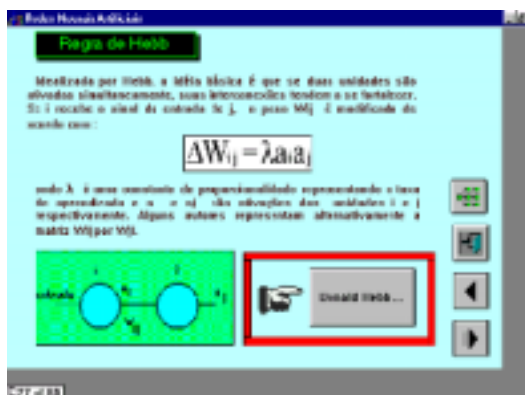 Redes Neurais Artificiais
Regra de Hebb
Idealizada por Hebb, a idéia básica é que se duas unidades são
ativadas simultaneamente, suas interconexões tendem a se fortalecer.
Se i recebe o sinal de entrada de j, o peso Wij é modificado de
acordo com :
ΔWij = λaiaj
onde λ é uma constante de proporcionalidade representando a taxa
de aprendizado e a e aj são ativações das unidades i e j
respectivamente. Alguns autores representam alternativamente a
matriz Wij por Wji.
entrada
i
j
Wij
Donald Hebb ...